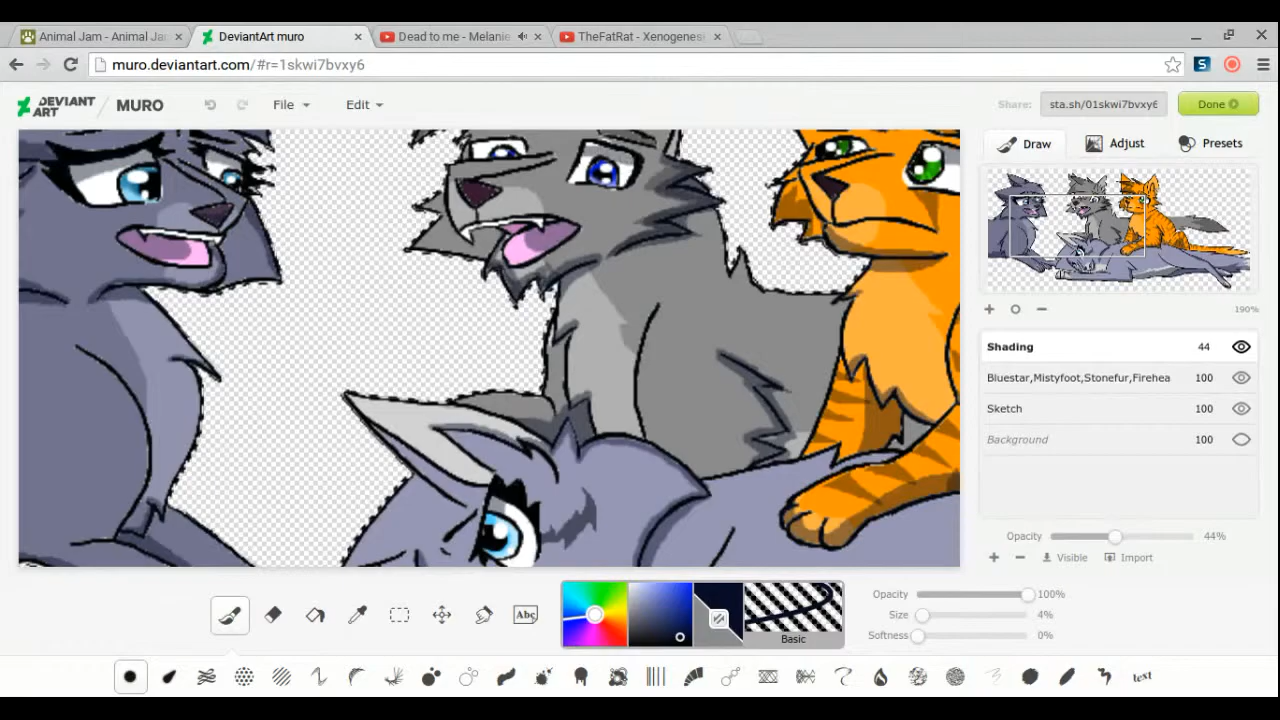 Animal Jam - Animal Ja
DeviantArt muro
Dead to me - Melanie
TheFatRat - Xenogenesi
muro.deviantart.com/#r=1skwi7bvxy6
S
DEVIANT ART
MURO
File
Edit
Share:
sta.sh/01skwi7bvxy6
Done
Draw
Adjust
Presets
190%
Shading 44
Bluestar,Mistyfoot,Stonefur,Firehea 100
Sketch 100
Background 100
Opacity 44%
Visible
Import
Abc
Basic
Opacity 100%
Size 4%
Softness 0%
text